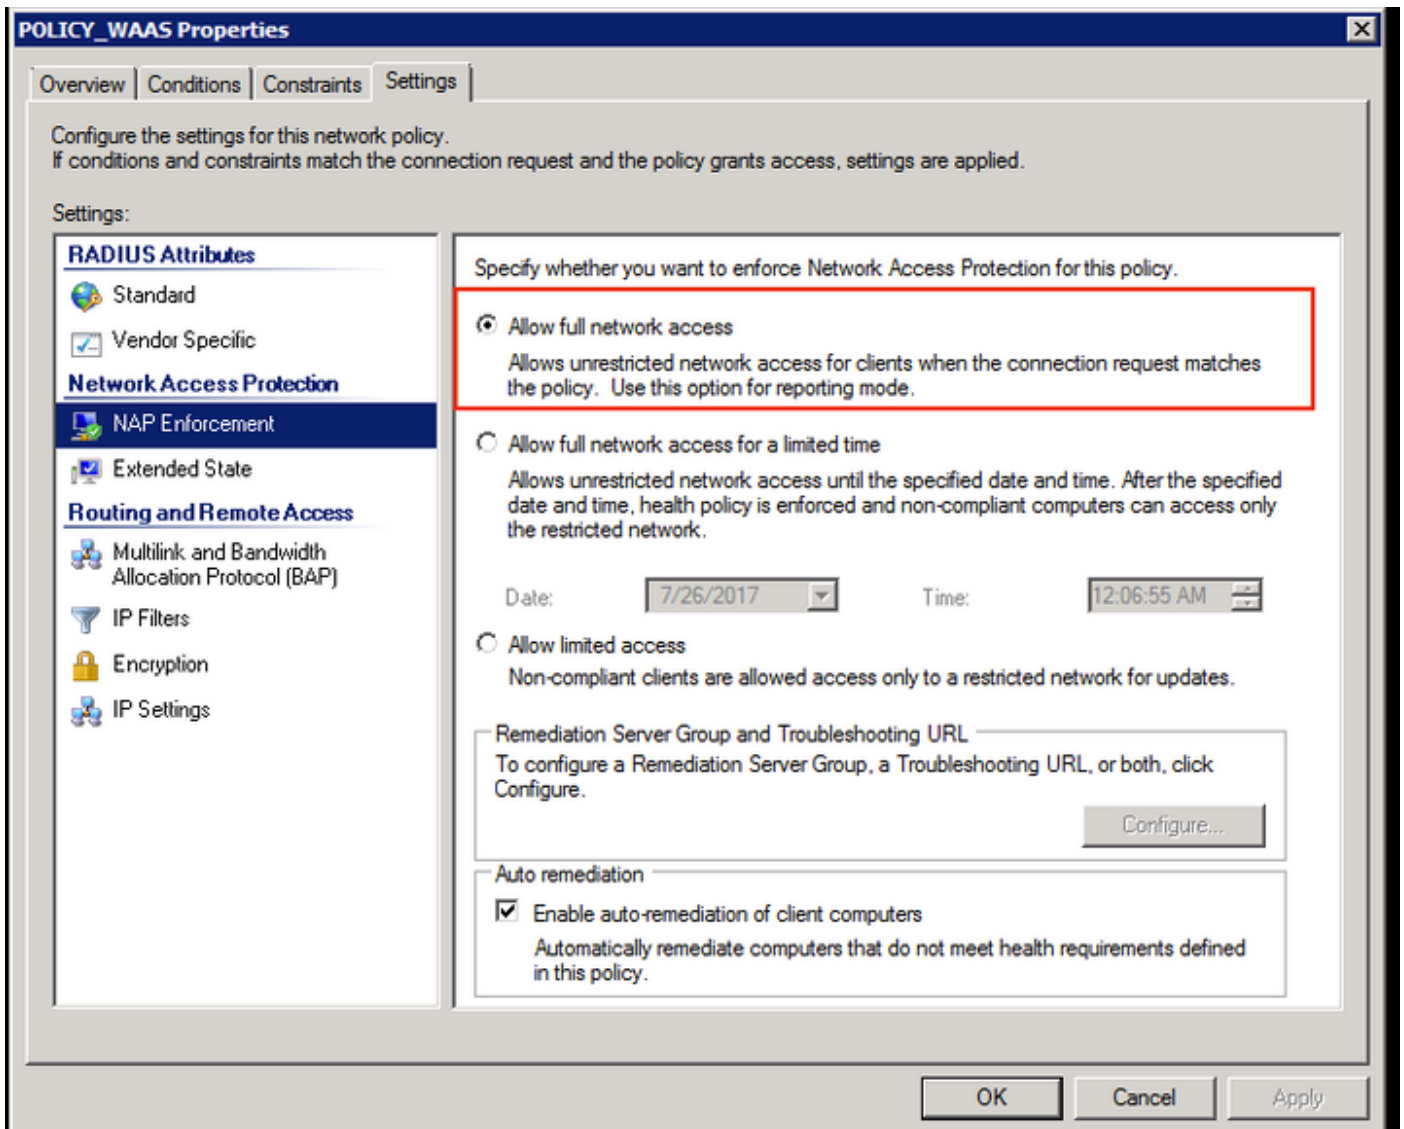 POLICY_WAAS Properties
Overview
Conditions
Constraints
Settings
Configure the settings for this network policy.
If conditions and constraints match the connection request and the policy grants access, settings are applied.
Settings:
RADIUS Attributes
Standard
Vendor Specific
Network Access Protection
NAP Enforcement
Extended State
Routing and Remote Access
Multilink and Bandwidth
Allocation Protocol (BAP)
IP Filters
Encryption
IP Settings
Specify whether you want to enforce Network Access Protection for this policy.
Allow full network access
Allows unrestricted network access for clients when the connection request matches
the policy. Use this option for reporting mode.
Allow full network access for a limited time
Allows unrestricted network access until the specified date and time. After the specified
date and time, health policy is enforced and non-compliant computers can access only
the restricted network.
Date: 7/26/2017 Time: 12:06:55 AM
Allow limited access
Non-compliant clients are allowed access only to a restricted network for updates.
Remediation Server Group and Troubleshooting URL
To configure a Remediation Server Group, a Troubleshooting URL, or both, click
Configure.
Configure...
Auto remediation
Enable auto-remediation of client computers
Automatically remediate computers that do not meet health requirements defined
in this policy.
OK
Cancel
Apply